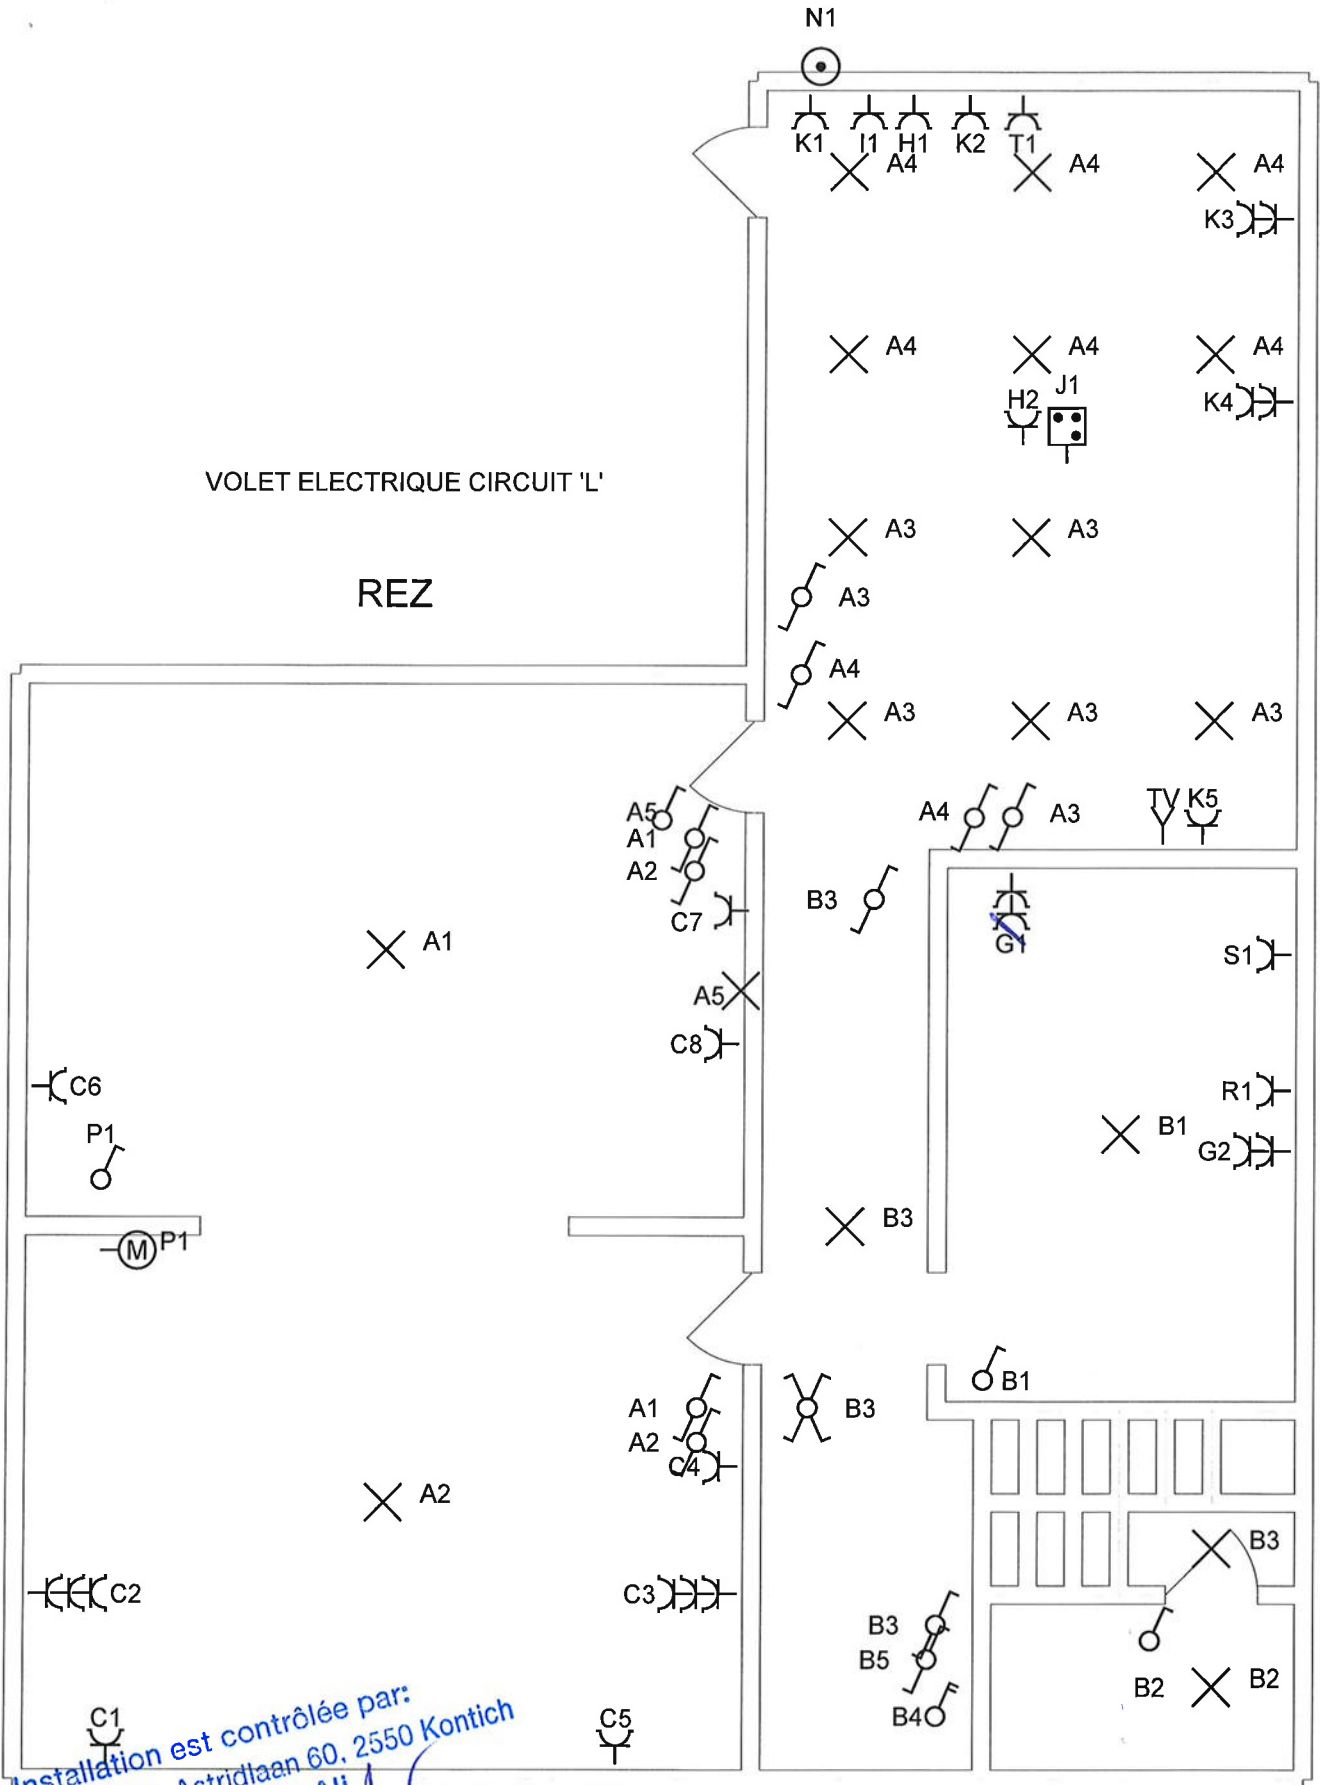 N1
K1 I1 H1 K2 T1
A4 A4 A4
K3
A4 A4 A4
J1
H2 K4
VOLET ELECTRIQUE CIRCUIT 'L'
A3 A3
REZ
A3
A4
A3 A3 A3
TV K5
A5 A4 A3
A1
A2
B3
C7
G1
A1
S1
A5
C8
C6
R1
P1
B1
G2
B3
P1
M
B1
A1 B3
A2
C4
A2
B3
C2 C3
B3
B5
B2 B2
B4
C1 C5
installation est contrôlée par:
Astridlaan 60, 2550 Kontich